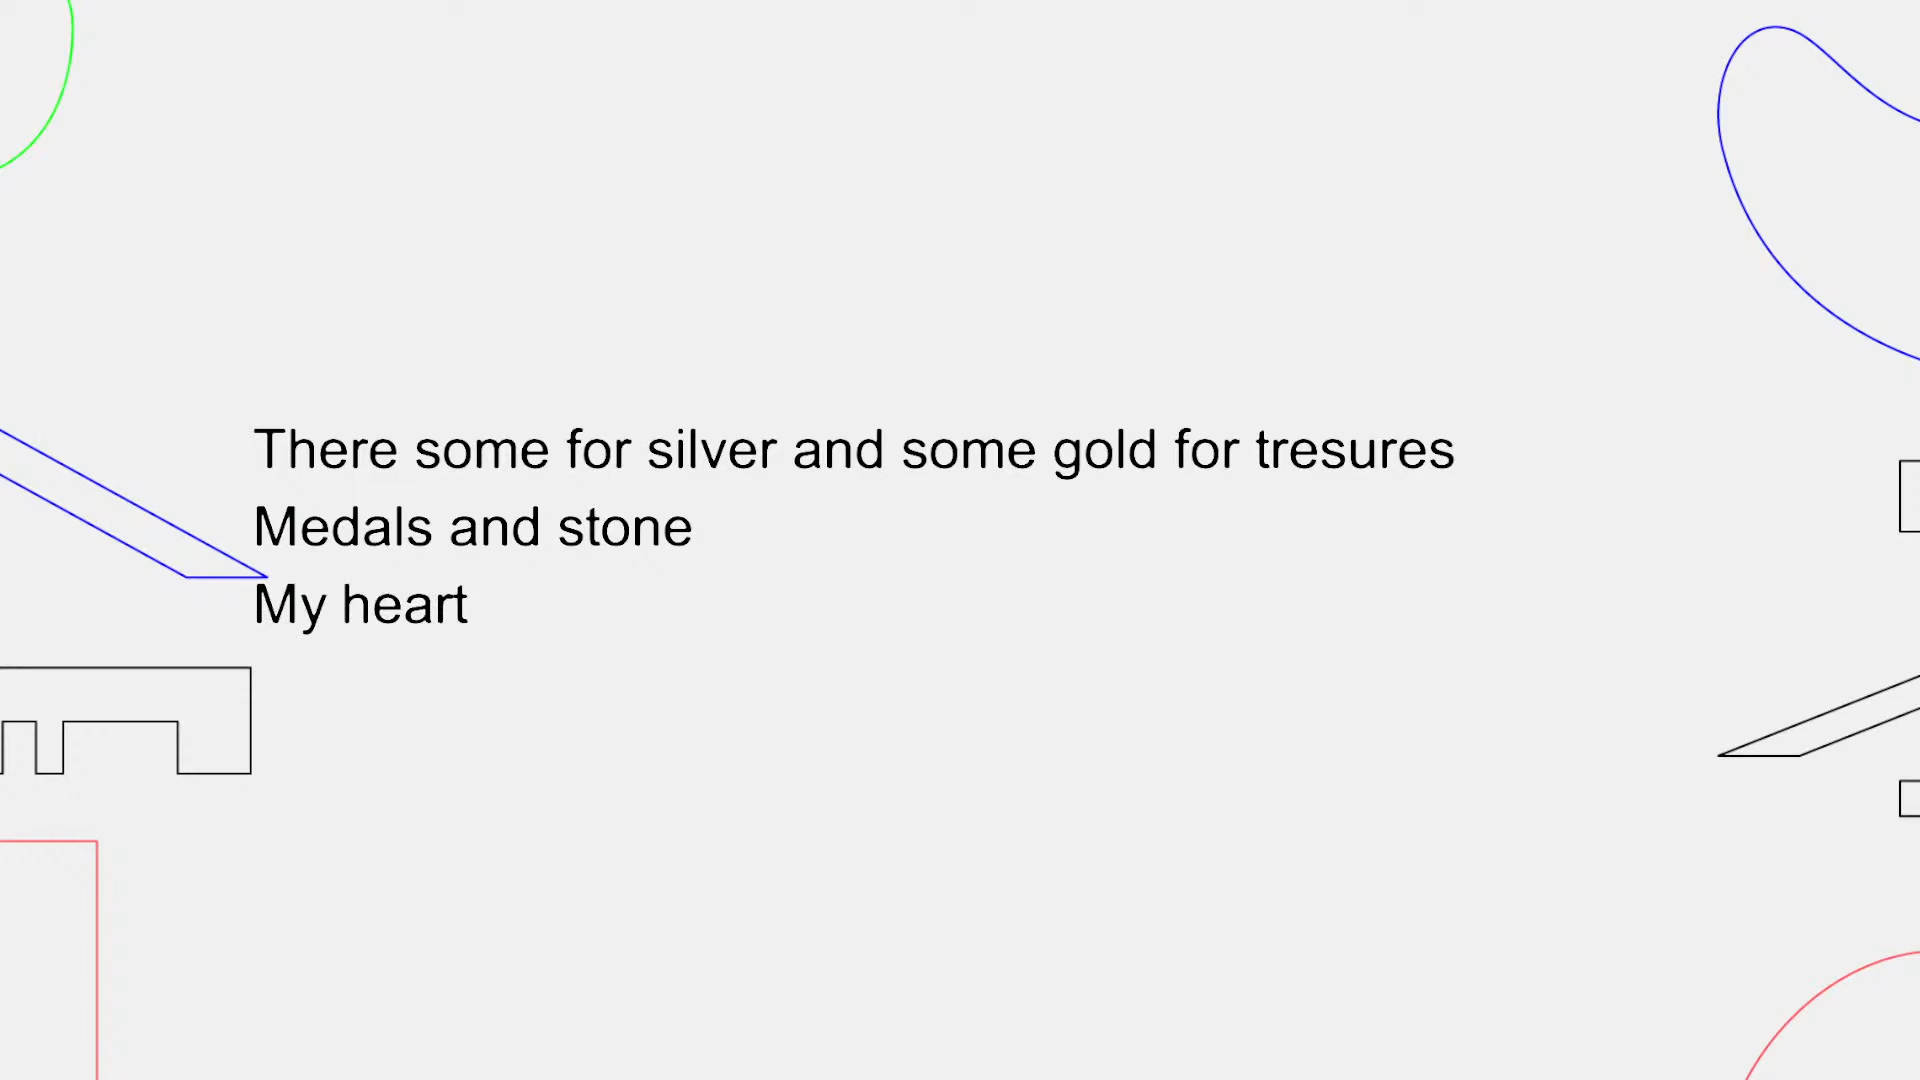 There some for silver and some gold for tresures
Medals and stone
My heart